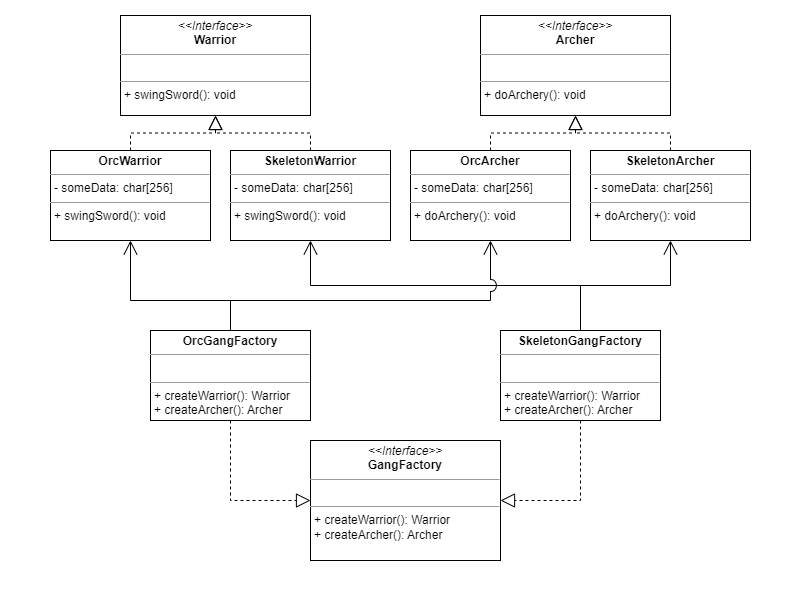 <<Interface>>
Warrior
+ swingSword(): void
<<Interface>>
Archer
+ doArchery(): void
OrcWarrior
- someData: char[256]
+ swingSword(): void
SkeletonWarrior
- someData: char[256]
+ swingSword(): void
OrcArcher
- someData: char[256]
+ doArchery(): void
SkeletonArcher
- someData: char[256]
+ doArchery(): void
OrcGangFactory
+ createWarrior(): Warrior
+ createArcher(): Archer
SkeletonGangFactory
+ createWarrior(): Warrior
+ createArcher(): Archer
<<Interface>>
GangFactory
+ createWarrior(): Warrior
+ createArcher(): Archer